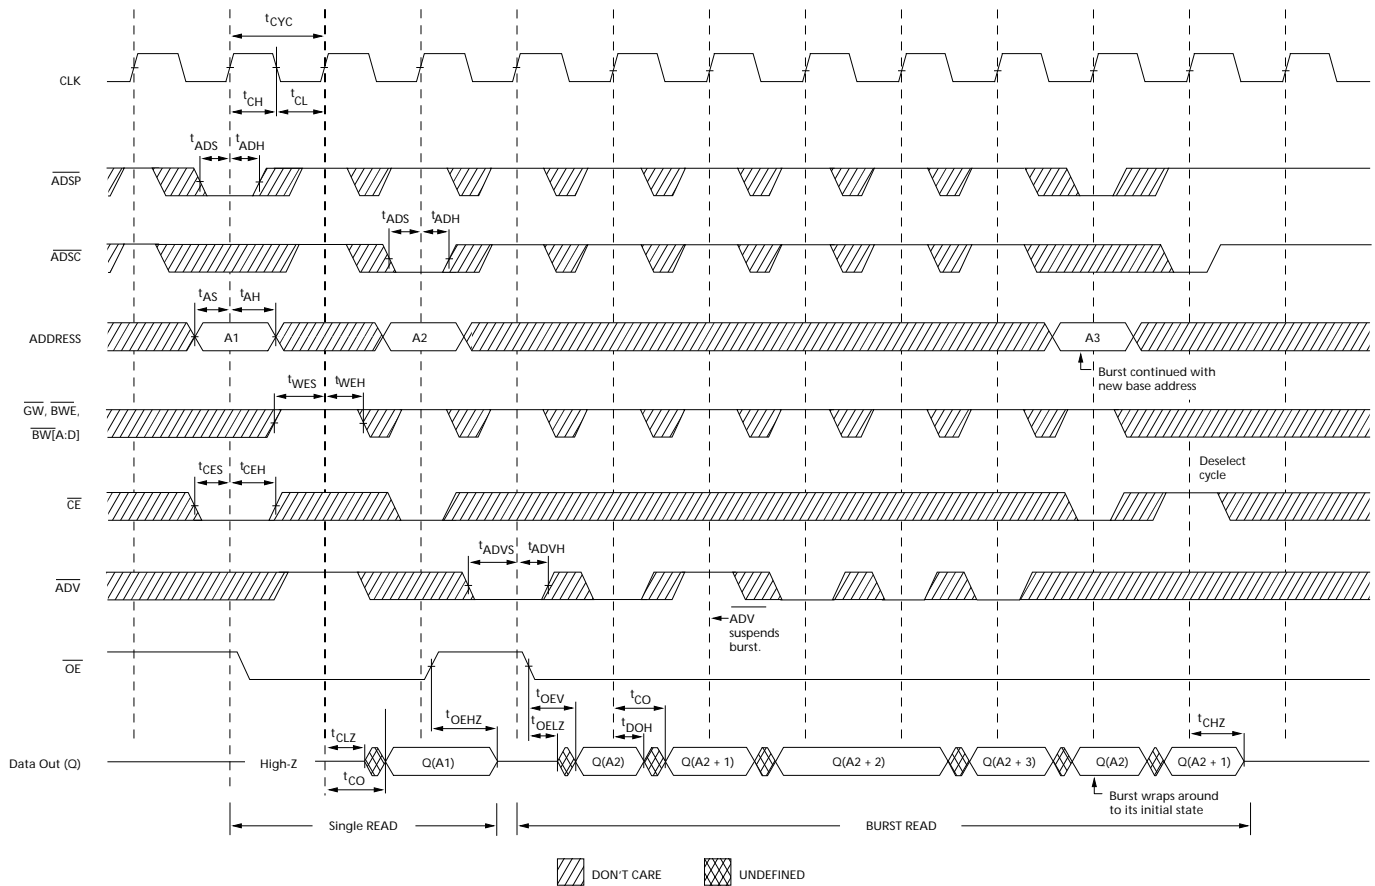 tCYC
CLK
tCH
tCL
tADS
tADH
ADSP
tADS
tADH
ADSC
tAS
tAH
ADDRESS
A1
A2
A3
Burst continued with
new base address
tWES
tWEH
GW, BWE,
BW[A:D]
Deselect
cycle
tCES
tCEH
CE
tADVS
tADVH
ADV
ADV
suspends
burst.
OE
tOEV
tCO
tOEHZ
tOELZ
tDOH
tCHZ
tCLZ
Data Out (Q)
High-Z
Q(A1)
Q(A2)
Q(A2 + 1)
Q(A2 + 2)
Q(A2 + 3)
Q(A2)
Q(A2 + 1)
tCO
Burst wraps around
to its initial state
Single READ
BURST READ
DON'T CARE
UNDEFINED